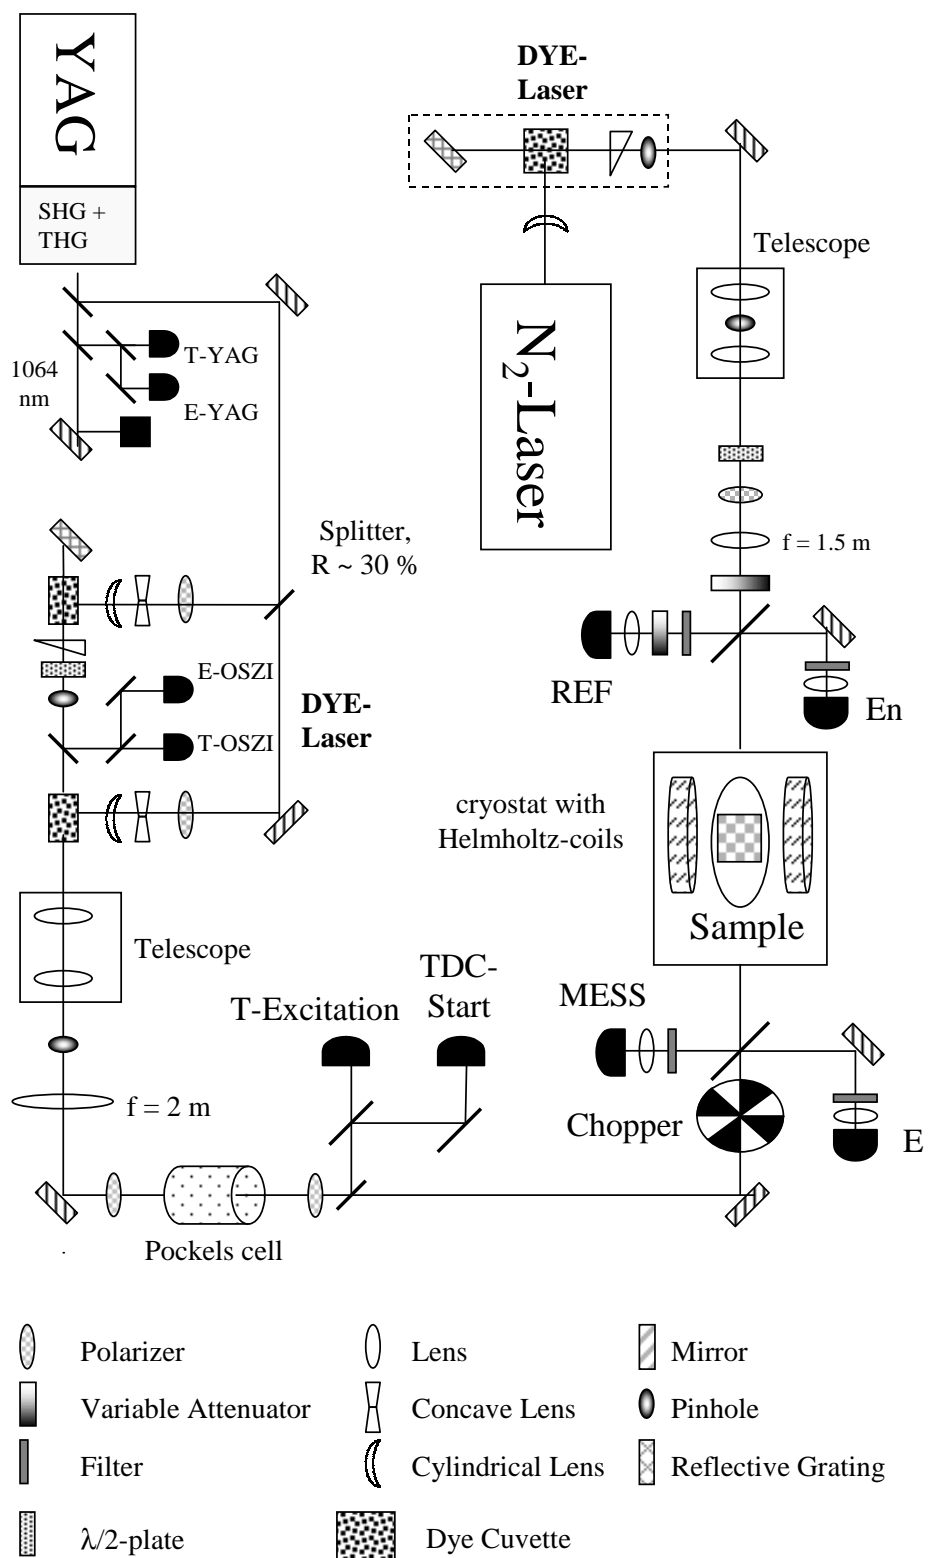 YAG
SHG +
THG
1064
nm
T-YAG
E-YAG
DYE-
Laser
Telescope
N2-Laser
Splitter,
R ~ 30 %
f = 1.5 m
REF
En
E-OSZI
T-OSZI
DYE-
Laser
cryostat with
Helmholtz-coils
Sample
Telescope
T-Excitation
TDC-
Start
MESS
f = 2 m
Chopper
E
Pockels cell
Polarizer
Lens
Mirror
Variable Attenuator
Concave Lens
Pinhole
Filter
Cylindrical Lens
Reflective Grating
λ/2-plate
Dye Cuvette